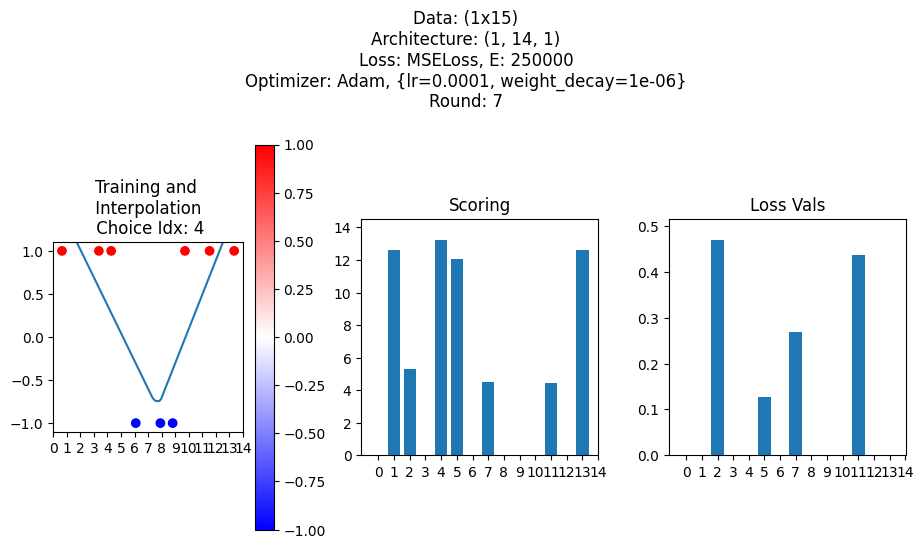 Data: (1x15)
Architecture: (1, 14, 1)
Loss: MSELoss, E: 250000
Optimizer: Adam, {lr=0.0001, weight_decay=1e-06}
Round: 7
Training and
Interpolation
Choice Idx: 4
1.0
0.5
0.0
−0.5
−1.0
0 1 2 3 4 5 6 7 8 9 10 11 12 13 14
1.00
0.75
0.50
0.25
0.00
−0.25
−0.50
−0.75
−1.00
Scoring
14
12
10
8
6
4
2
0
0 1 2 3 4 5 6 7 8 9 10 11 12 13 14
Loss Vals
0.5
0.4
0.3
0.2
0.1
0.0
0 1 2 3 4 5 6 7 8 9 10 11 12 13 14